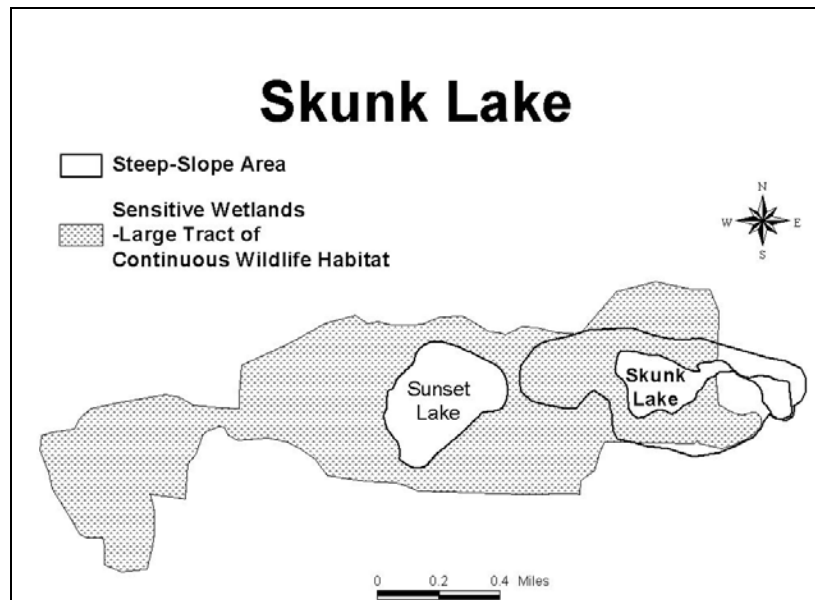 Skunk Lake
Steep-Slope Area
Sensitive Wetlands
-Large Tract of
Continuous Wildlife Habitat
N
W E
S
Sunset
Lake
Skunk
Lake
0 0.2 0.4 Miles